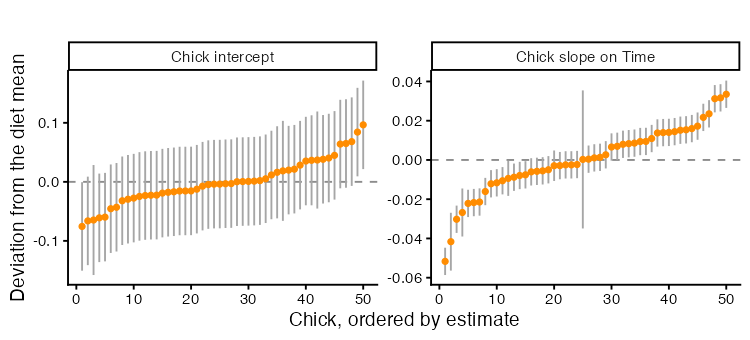 Chick intercept
Chick slope on Time
Deviation from the diet mean
0.1
0.0
-0.1
0.04
0.02
0.00
-0.02
-0.04
-0.06
0 10 20 30 40 50
0 10 20 30 40 50
Chick, ordered by estimate